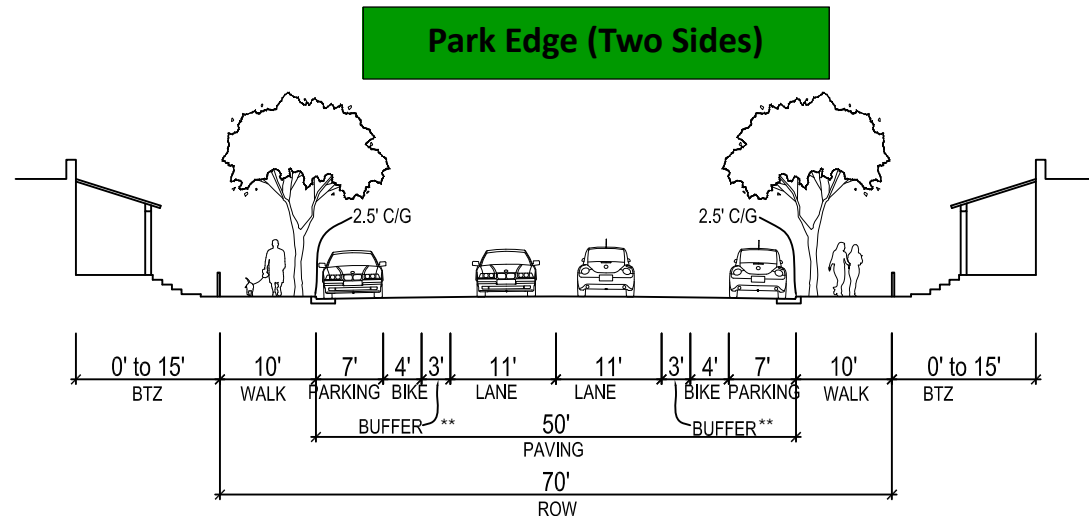 Park Edge (Two Sides)
2.5' C/G
2.5' C/G
0' to 15'
10'
7'
4'
3'
11'
11'
3'
4'
7'
10'
0' to 15'
BTZ
WALK
PARKING
BIKE
LANE
LANE
BIKE
PARKING
WALK
BTZ
BUFFER **
50'
BUFFER **
PAVING
70'
ROW